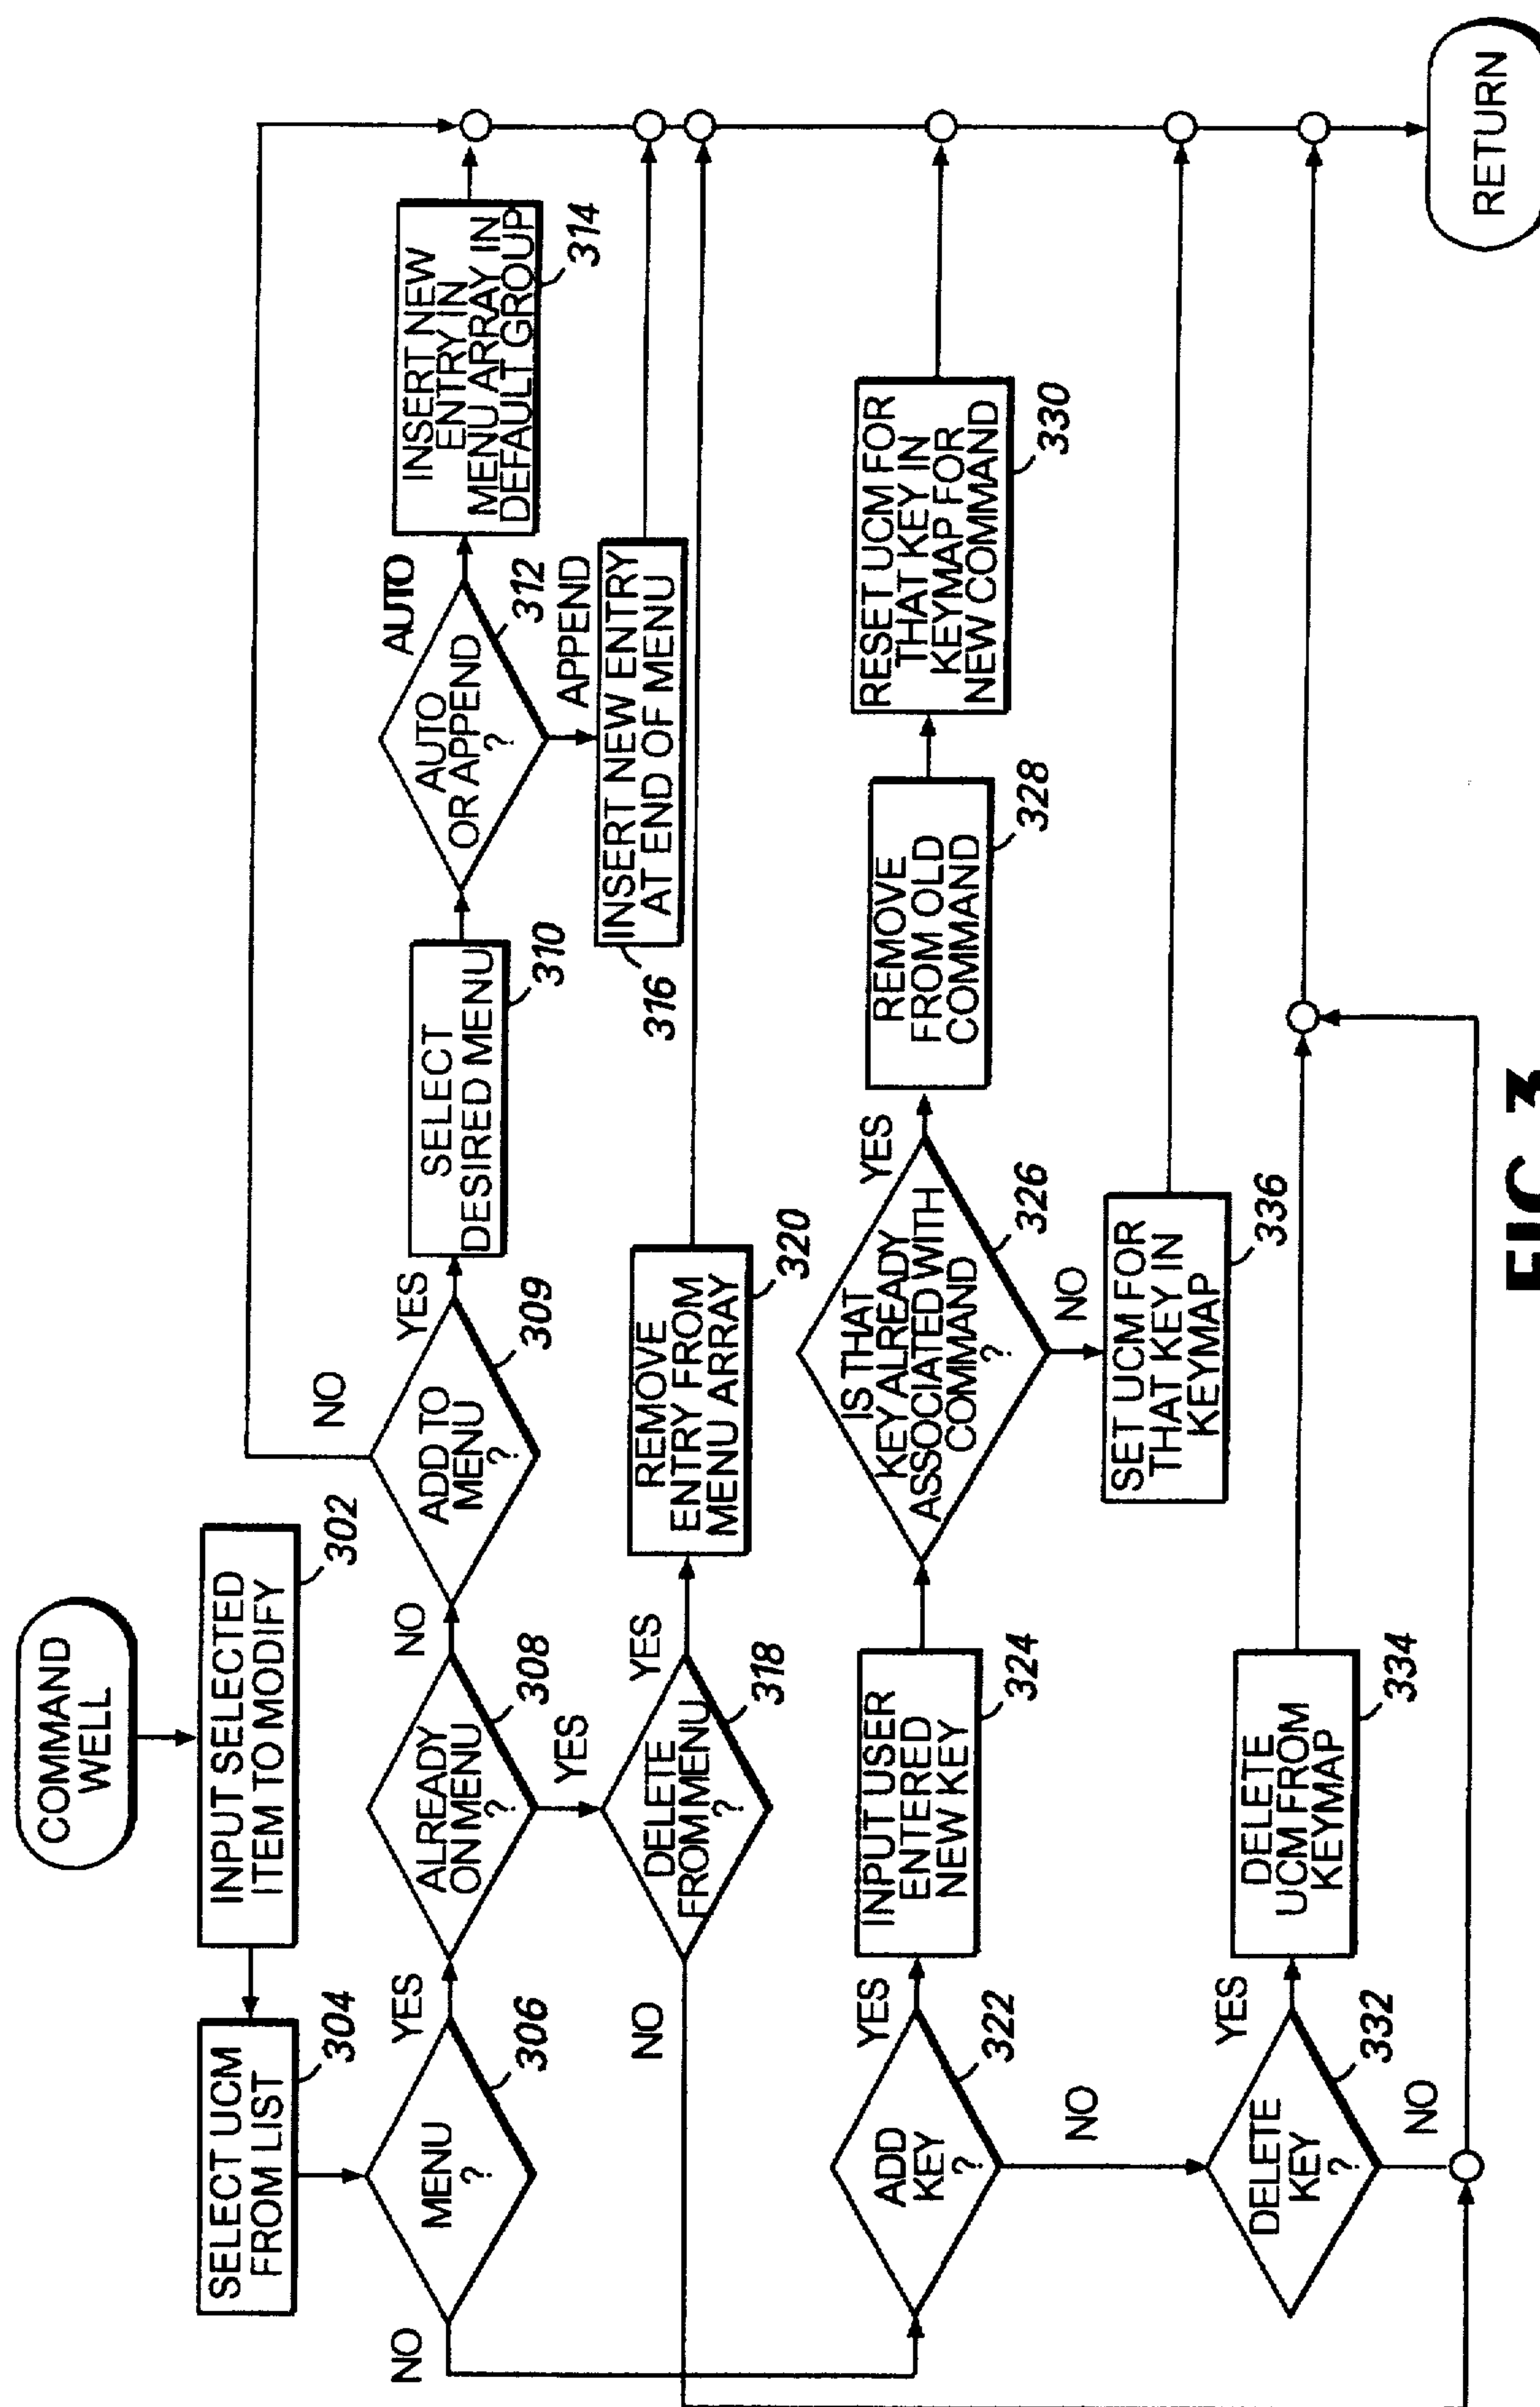 COMMAND
WELL
INPUT SELECTED
ITEM TO MODIFY
302
SELECT UCM
FROM LIST
304
MENU
?
306
YES
NO
ALREADY
ON MENU
?
308
NO
YES
ADD TO
MENU
?
309
NO
YES
SELECT
DESIRED MENU
310
AUTO
OR APPEND
?
312
AUTO
APPEND
INSERT NEW
ENTRY IN
MENU ARRAY IN
DEFAULT GROUP
314
INSERT NEW ENTRY
AT END OF MENU
316
DELETE
FROM MENU
?
318
YES
NO
REMOVE
ENTRY FROM
MENU ARRAY
320
ADD
KEY
?
322
YES
NO
INPUT USER
ENTERED
NEW KEY
324
IS THAT
KEY ALREADY
ASSOCIATED WITH
COMMAND
?
326
YES
NO
REMOVE
FROM OLD
COMMAND
328
RESET UCM FOR
THAT KEY IN
KEYMAP FOR
NEW COMMAND
330
SET UCM FOR
THAT KEY IN
KEYMAP
336
DELETE
KEY
?
332
YES
NO
DELETE
UCM FROM
KEYMAP
334
RETURN
FIG. 3